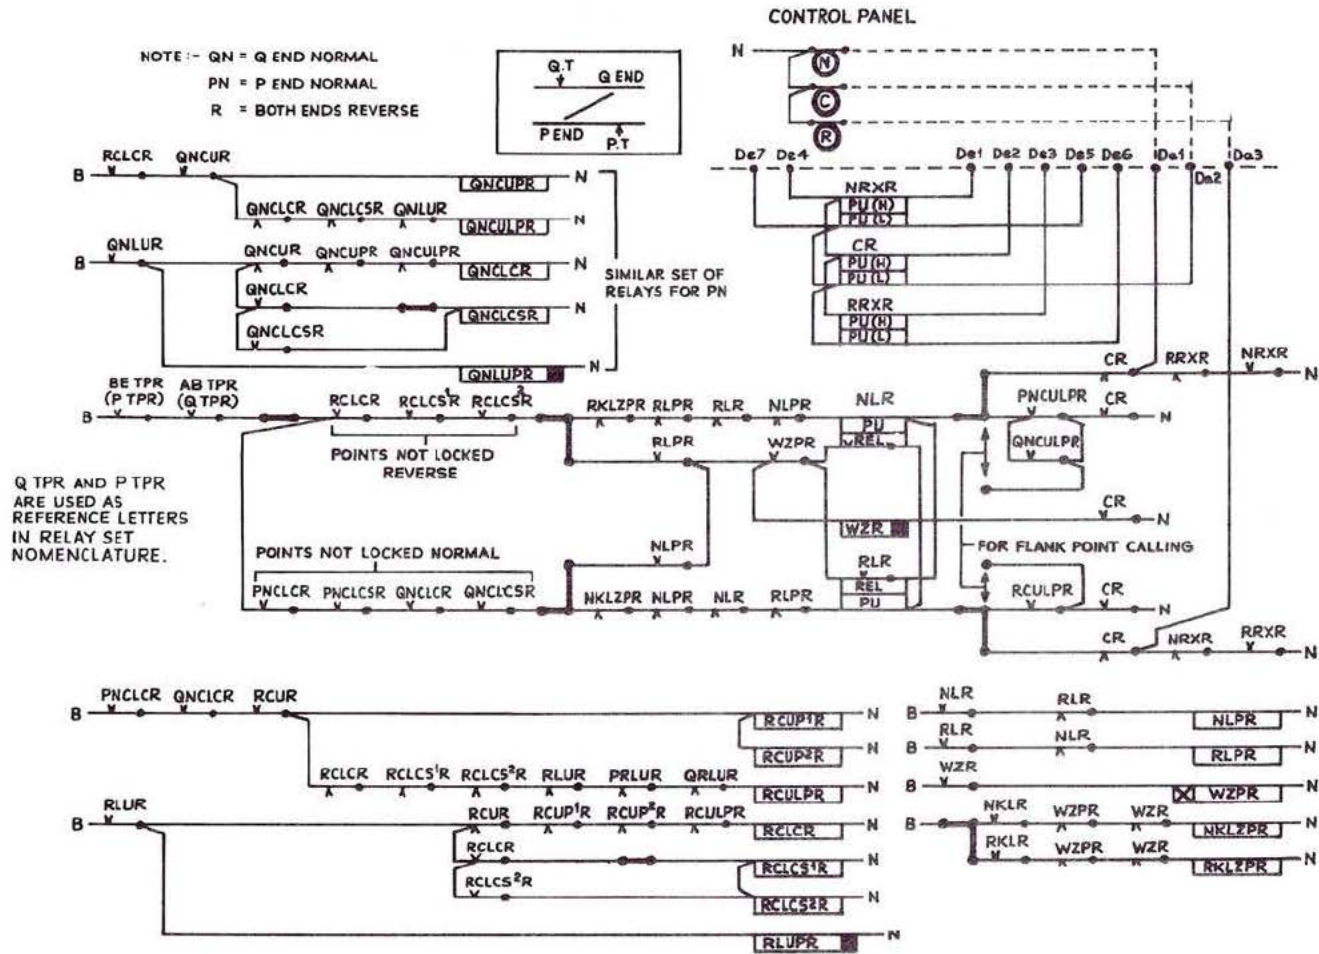 CONTROL PANEL
NOTE :- QN = Q END NORMAL
PN = P END NORMAL
R = BOTH ENDS REVERSE
Q.T
Q END
P END
P.T
N
N
C
R
De7 De4 De1 De2 De3 De5 De6 Da1 Da2 Da3
RCLCR QNCUR
B QNCUPR N
QNCLCR QNCLCSR QNLUR
QNCULPR N
QNLUR QNCUR QNCUPR QNCULPR
B QNCLCR N
QNCLCR
QNCLCSR N
QNCLCSR
QNLUPR N
SIMILAR SET OF
RELAYS FOR PN
NRXR
PU(H)
PU(L)
CR
PU(H)
PU(L)
RRXR
PU(H)
PU(L)
CR RRXR NRXR
N
BE TPR
(P TPR)
AB TPR
(Q TPR)
B RCLCR RCLCSR1 RCLCSR2 RKLZPR RLPR RLR NLPR NLR PNCULPR CR N
PU
REL
POINTS NOT LOCKED
REVERSE
RLPR WZPR QNCULPR
Q TPR AND P TPR
ARE USED AS
REFERENCE LETTERS
IN RELAY SET
NOMENCLATURE.
WZR CR N
FOR FLANK POINT CALLING
POINTS NOT LOCKED NORMAL
NLPR RLR
REL
PU
PNCLCR PNCLCSR QNCLCR QNCLCSR NKLZPR NLPR NLR RLPR RCULPR CR N
CR NRXR RRXR N
PNCLCR QNCLCR RCUR
B RCUP1R N
RCUP2R N
RCLCR RCLCS1R RCLCS2R RLUR PRLUR QRLUR
RCULPR N
RLUR RCUR RCUP1R RCUP2R RCULPR
B RCLCR N
RCLCR
RCLCS1R N
RCLCS2R
RCLCS2R N
RLUPR N
NLR RLR
B NLPR N
RLR NLR
B RLPR N
WZR
B WZPR N
NKLR WZPR WZR
B NKLZPR N
RKLR WZPR WZR
RKLZPR N